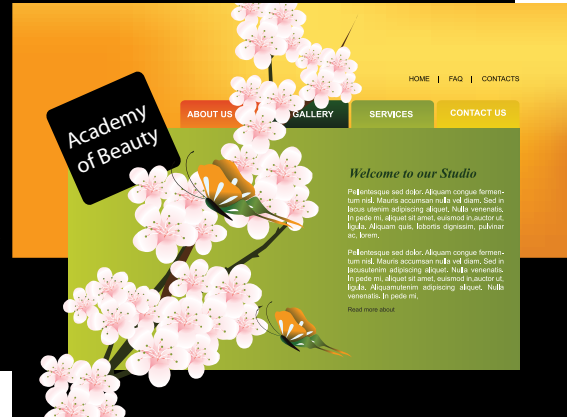 HOME | FAQ | CONTACTS
ABOUT US GALLERY SERVICES CONTACT US
Academy
of Beauty
Welcome to our Studio
Pellentesque sed dolor. Aliquam congue fermen-
tum nisl. Mauris accumsan nulla vel diam. Sed in
lacus utenim adipiscing aliquet. Nulla venenatis.
In pede mi, aliquet sit amet, euismod in,auctor ut,
ligula. Aliquam quis, lobortis dignissim, pulvinar
ac, lorem.
Pellentesque sed dolor. Aliquam congue fermen-
tum nisl. Mauris accumsan nulla vel diam. Sed in
lacusutenim adipiscing aliquet. Nulla venenatis.
In pede mi, aliquet sit amet, euismod in,auctor ut,
ligula, Aliquamutenim adipiscing aliquet, Nulla
venenatis. In pede mi,
Read more about